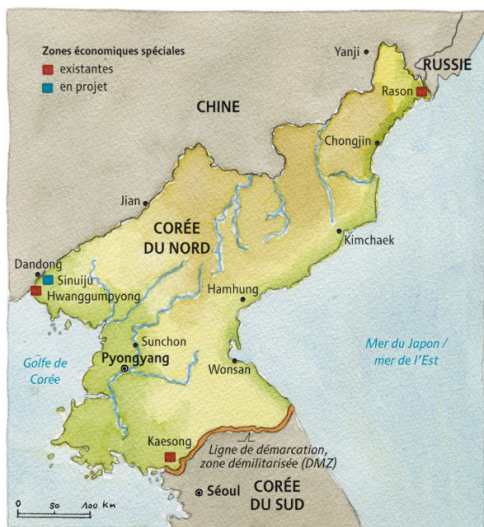 Zones économiques spéciales
existantes
en projet
Yanji
RUSSIE
Rason
CHINE
Chongjin
Jian
CORÉE
DU NORD
Kimchaek
Dandong
Sinuiju
Hwanggumpyong
Hamhung
Golfe de
Corée
Sunchon
Pyongyang
Wonsan
Mer du Japon /
mer de l'Est
Kaesong
Ligne de démarcation,
zone démilitarisée (DMZ)
Séoul
CORÉE
DU SUD
0 50 100 Km